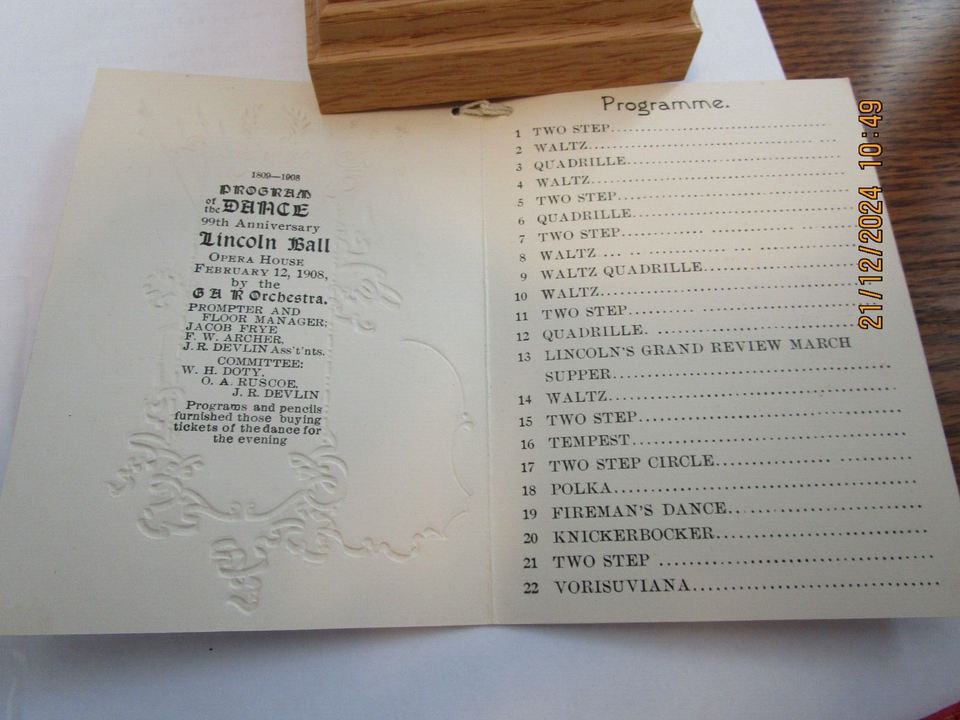 1809—1908
PROGRAM
of the DANCE
99th Anniversary
Lincoln Ball
OPERA HOUSE
FEBRUARY 12, 1908,
by the
G A R Orchestra.
PROMPTER AND
FLOOR MANAGER;
JACOB FRYE
F. W. ARCHER,
J. R. DEVLIN Ass't'nts.
COMMITTEE:
W. H. DOTY,
O. A. RUSCOE,
J. R. DEVLIN
Programs and pencils
furnished those buying
tickets of the dance for
the evening
Programme.
1 TWO STEP
2 WALTZ
3 QUADRILLE
4 WALTZ
5 TWO STEP
6 QUADRILLE
7 TWO STEP
8 WALTZ
9 WALTZ QUADRILLE
10 WALTZ
11 TWO STEP
12 QUADRILLE
13 LINCOLN'S GRAND REVIEW MARCH
SUPPER
14 WALTZ
15 TWO STEP
16 TEMPEST
17 TWO STEP CIRCLE
18 POLKA
19 FIREMAN'S DANCE
20 KNICKERBOCKER
21 TWO STEP
22 VORISUVIANA
21/12/2024 10:49